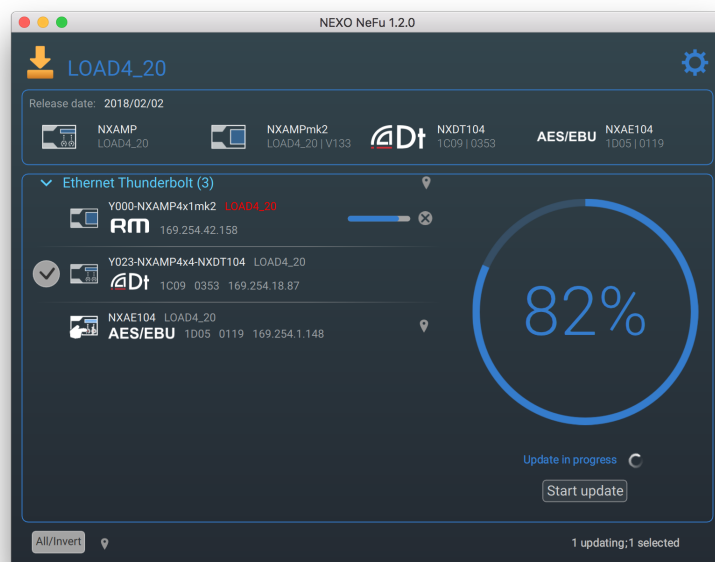 NEXO NeFu 1.2.0
LOAD4_20
Release date: 2018/02/02
NXAMP
LOAD4_20
NXAMPmk2
LOAD4_20 | V133
Dt
NXDT104
1C09 | 0353
AES/EBU
NXAE104
1D05 | 0119
Ethernet Thunderbolt (3)
Y000-NXAMP4x1mk2 LOAD4_20
RM 169.254.42.158
Y023-NXAMP4x4-NXDT104 LOAD4_20
Dt 1C09 0353 169.254.18.87
NXAE104 LOAD4_20
AES/EBU 1D05 0119 169.254.1.148
82%
Update in progress
Start update
All/Invert
1 updating;1 selected